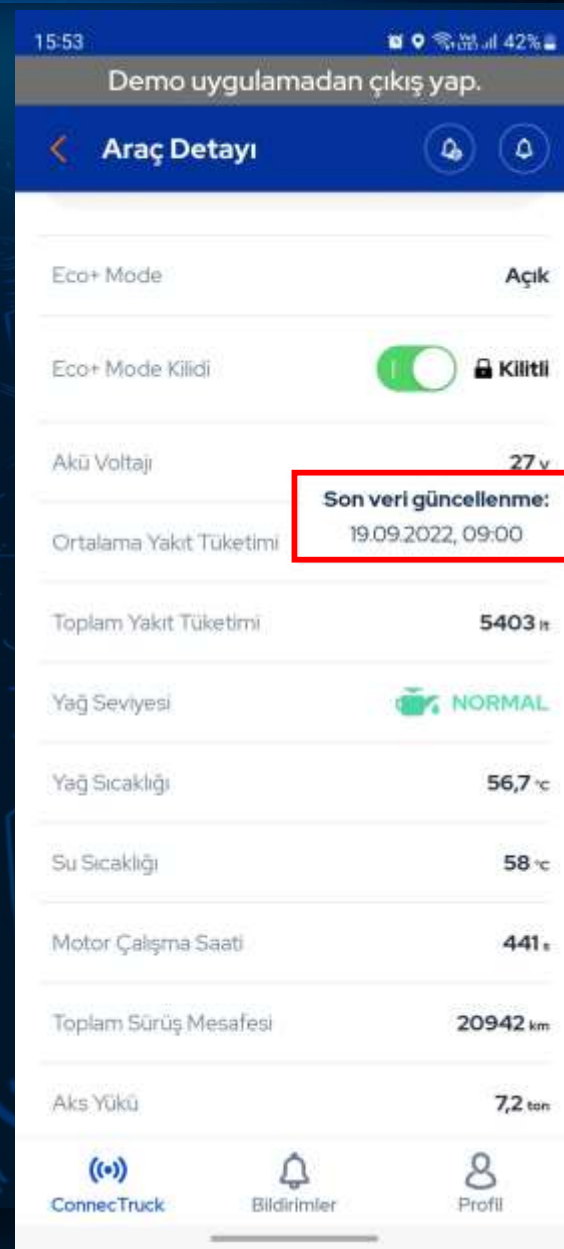 15:53 42%
Demo uygulamadan çıkış yap.
Araç Detayı
Eco+ Mode Açık
Eco+ Mode Kilidi Kilitli
Akü Voltajı 27 v
Son veri güncellenme:
19.09.2022, 09:00
Ortalama Yakıt Tüketimi
Toplam Yakıt Tüketimi 5403 lt
Yağ Seviyesi NORMAL
Yağ Sıcaklığı 56,7 °C
Su Sıcaklığı 58 °C
Motor Çalışma Saati 441 s
Toplam Sürüş Mesafesi 20942 km
Aks Yükü 7,2 ton
ConnecTruck Bildirimler Profil